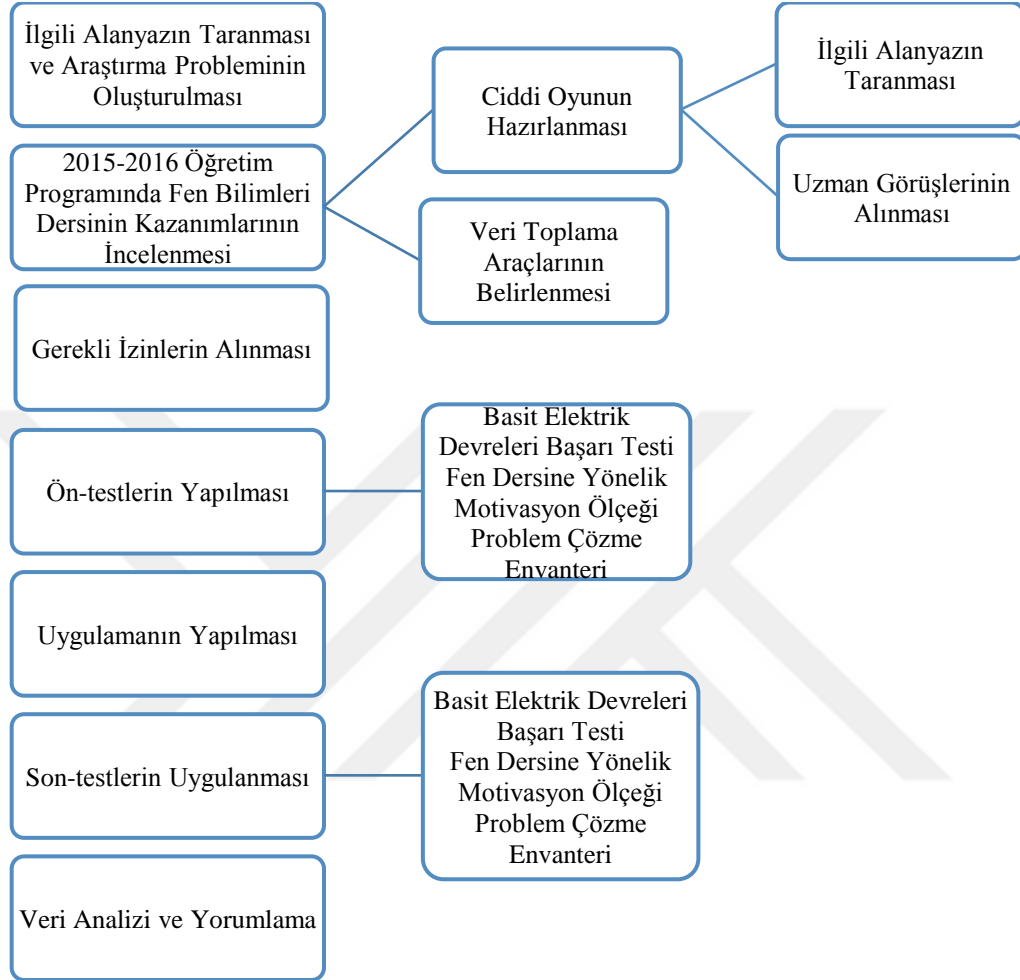 İlgili Alanyazın Taranması
ve Araştırma Probleminin
Oluşturulması
2015-2016 Öğretim
Programında Fen Bilimleri
Dersinin Kazanımlarının
İncelenmesi
Ciddi Oyunun
Hazırlanması
İlgili Alanyazın
Taranması
Uzman Görüşlerinin
Alınması
Veri Toplama
Araçlarının
Belirlenmesi
Gerekli İzinlerin Alınması
Ön-testlerin Yapılması
Basit Elektrik
Devreleri Başarı Testi
Fen Dersine Yönelik
Motivasyon Ölçeği
Problem Çözme
Envanteri
Uygulamanın Yapılması
Son-testlerin Uygulanması
Basit Elektrik Devreleri
Başarı Testi
Fen Dersine Yönelik
Motivasyon Ölçeği
Problem Çözme
Envanteri
Veri Analizi ve Yorumlama